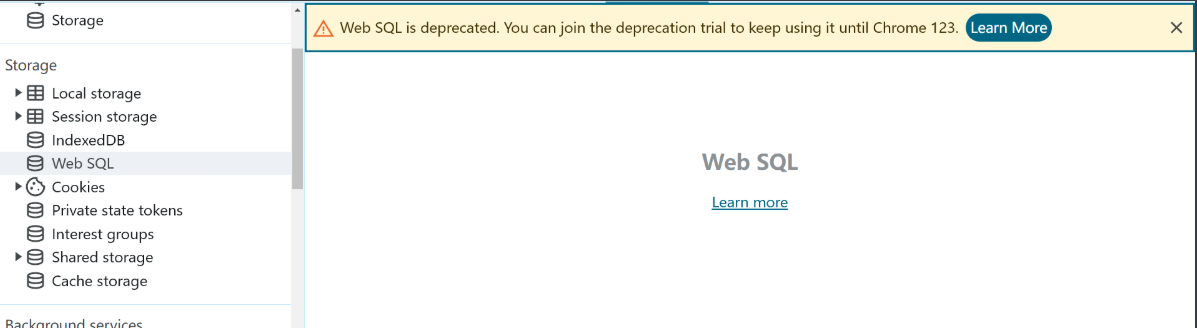 Storage
Storage
Local storage
Session storage
IndexedDB
Web SQL
Cookies
Private state tokens
Interest groups
Shared storage
Cache storage
Background services
Web SQL is deprecated. You can join the deprecation trial to keep using it until Chrome 123. Learn More
Web SQL
Learn more